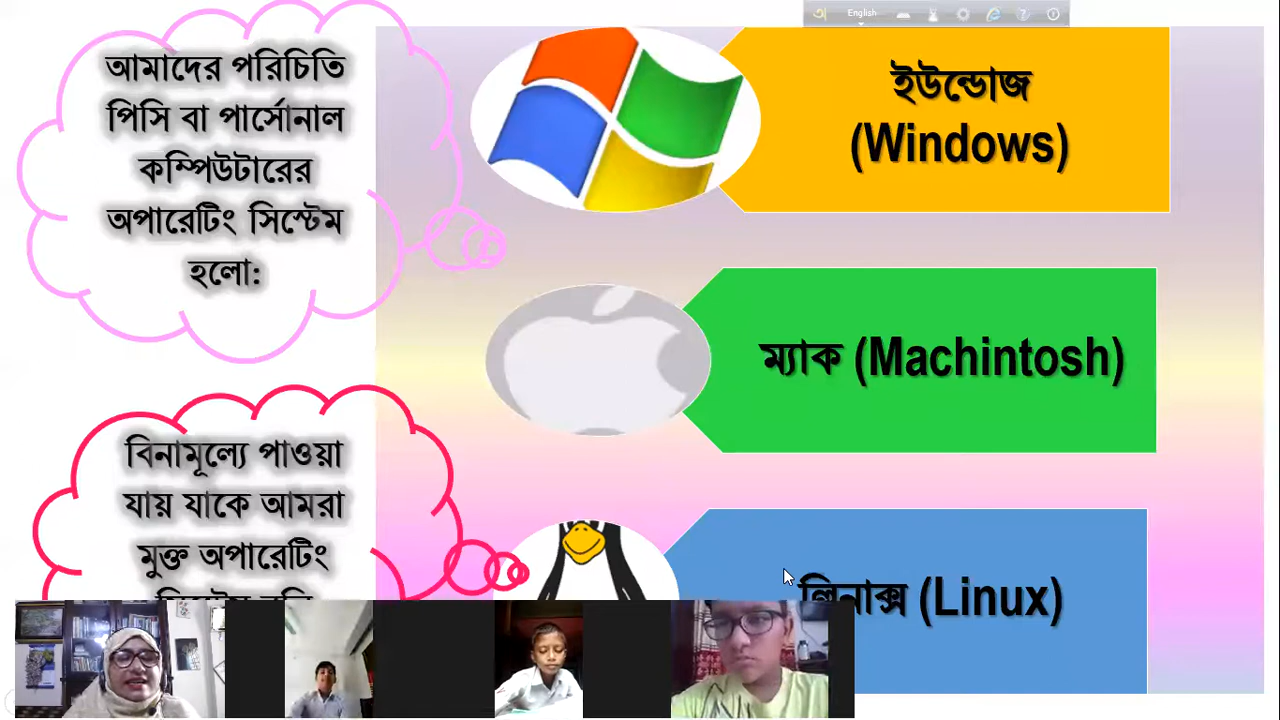 English
আমাদের পরিচিতি
পিসি বা পার্সোনাল
কম্পিউটারের
অপারেটিং সিস্টেম
হলো:
ইউন্ডোজ
(Windows)
ম্যাক (Machintosh)
বিনামূল্যে পাওয়া
যায় যাকে আমরা
মুক্ত অপারেটিং
লিনাক্স (Linux)